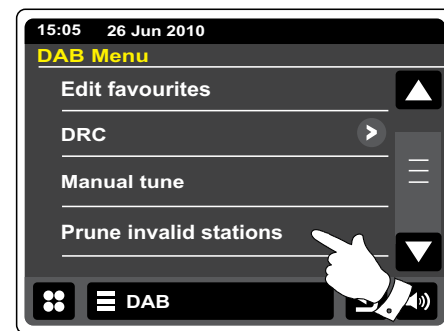 15:05 26 Jun 2010
DAB Menu
Edit favourites
DRC
Manual tune
Prune invalid stations
DAB